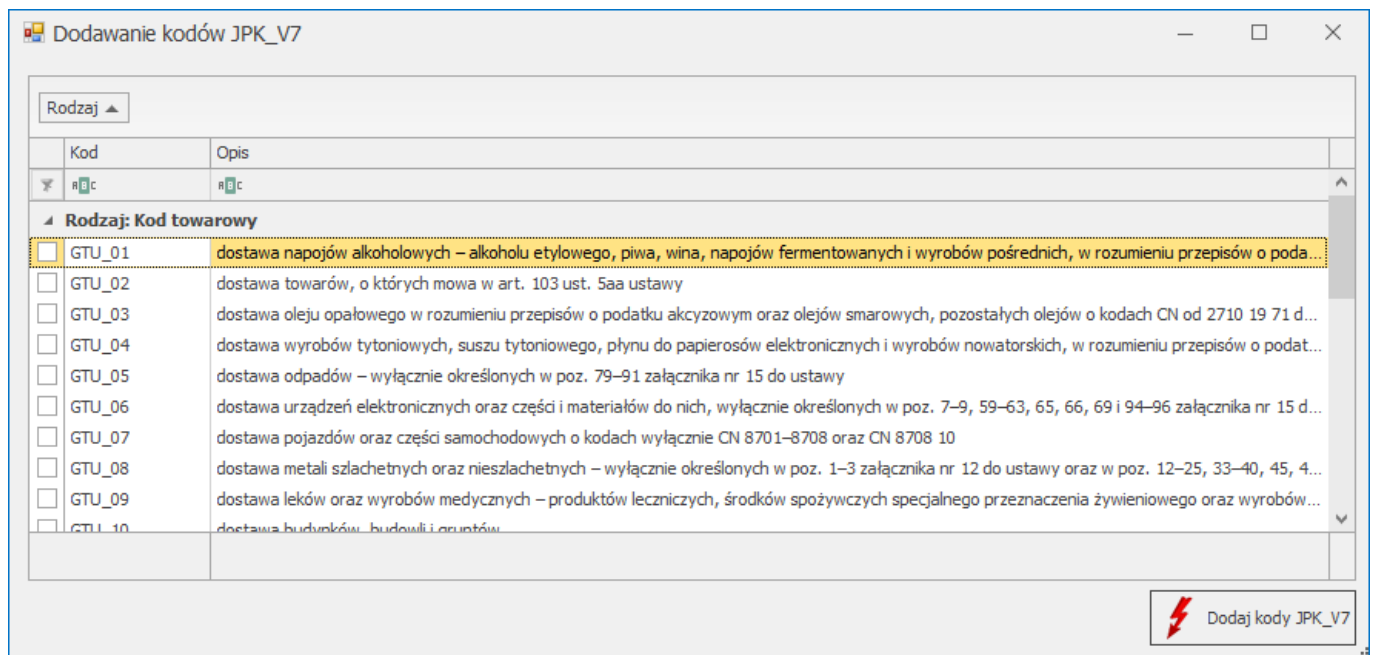 Dodawanie kodów JPK_V7
Rodzaj
Kod Opis
Rodzaj: Kod towarowy
GTU_01 dostawa napojów alkoholowych – alkoholu etylowego, piwa, wina, napojów fermentowanych i wyrobów pośrednich, w rozumieniu przepisów o poda...
GTU_02 dostawa towarów, o których mowa w art. 103 ust. 5aa ustawy
GTU_03 dostawa oleju opałowego w rozumieniu przepisów o podatku akcyzowym oraz olejów smarowych, pozostałych olejów o kodach CN od 2710 19 71 d...
GTU_04 dostawa wyrobów tytoniowych, suszu tytoniowego, płynu do papierosów elektronicznych i wyrobów nowatorskich, w rozumieniu przepisów o podat...
GTU_05 dostawa odpadów – wyłącznie określonych w poz. 79–91 załącznika nr 15 do ustawy
GTU_06 dostawa urządzeń elektronicznych oraz części i materiałów do nich, wyłącznie określonych w poz. 7–9, 59–63, 65, 66, 69 i 94–96 załącznika nr 15 d...
GTU_07 dostawa pojazdów oraz części samochodowych o kodach wyłącznie CN 8701–8708 oraz CN 8708 10
GTU_08 dostawa metali szlachetnych oraz nieszlachetnych – wyłącznie określonych w poz. 1–3 załącznika nr 12 do ustawy oraz w poz. 12–25, 33–40, 45, 4...
GTU_09 dostawa leków oraz wyrobów medycznych – produktów leczniczych, środków spożywczych specjalnego przeznaczenia żywieniowego oraz wyrobów...
GTU_10 dostawa budynków, budowli i gruntów
Dodaj kody JPK_V7